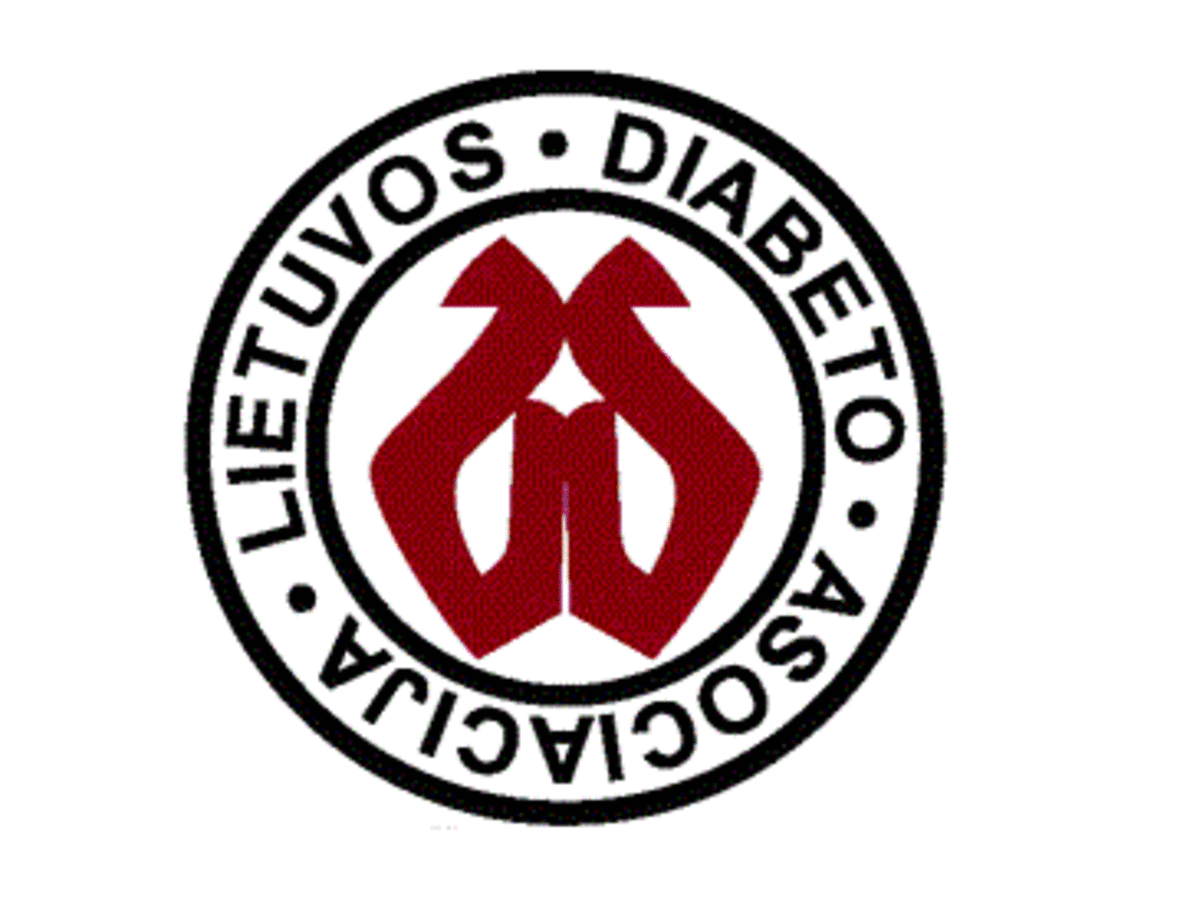 LIETUVOS • DIABETO • ASOCIACIJA •